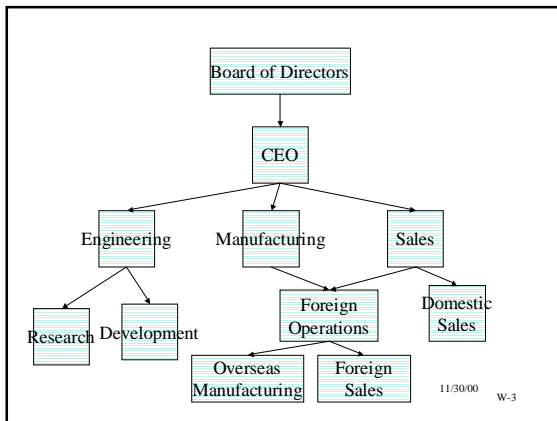 Board of Directors
CEO
Engineering
Manufacturing
Sales
Research
Development
Foreign
Operations
Domestic
Sales
Overseas
Manufacturing
Foreign
Sales
11/30/00
W-3